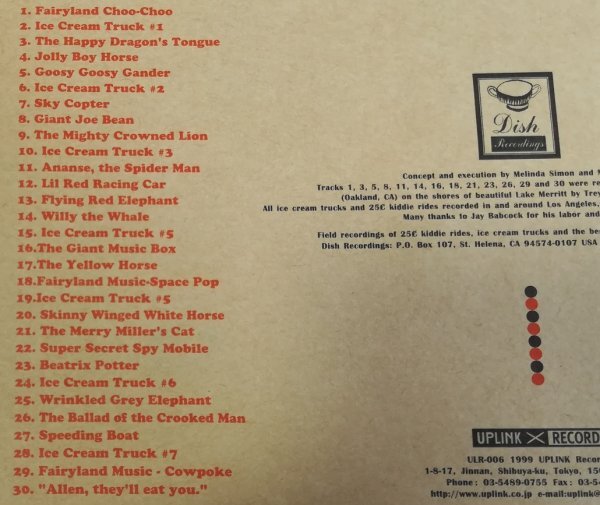 1. Fairyland Choo-Choo
2. Ice Cream Truck #1
3. The Happy Dragon's Tongue
4. Jolly Boy Horse
5. Goosy Goosy Gander
6. Ice Cream Truck #2
7. Sky Copter
8. Giant Joe Bean
9. The Mighty Crowned Lion
10. Ice Cream Truck #3
11. Ananse, the Spider Man
12. Lil Red Racing Car
13. Flying Red Elephant
14. Willy the Whale
15. Ice Cream Truck #5
16.The Giant Music Box
17. The Yellow Horse
18.Fairyland Music-Space Pop
19.Ice Cream Truck #5
20. Skinny Winged White Horse
21. The Merry Miller's Cat
22. Super Secret Spy Mobile
23. Beatrix Potter
24. Ice Cream Truck #6
25. Wrinkled Grey Elephant
26. The Ballad of the Crooked Man
27. Speeding Boat
28. Ice Cream Truck #7
29. Fairyland Music - Cowpoke
30. "Allen, they'll eat you."
Dish
Recordings
Concept and execution by Melinda Simon and
Tracks 1, 3, 5, 8, 11, 14, 16, 18, 21, 23, 26, 29 and 30 were re
(Oakland, CA) on the shores of beautiful Lake Merritt by Trey
All ice cream trucks and 25£ kiddie rides recorded in and around Los Angeles,
Many thanks to Jay Babcock for his labor and
Field recordings of 25£ kiddie rides, ice cream trucks and the be
Dish Recordings: P.O. Box 107, St. Helena, CA 94574-0107 USA
UPLINK RECORD
ULR-006 1999 UPLINK Recor
1-8-17, Jinnan, Shibuya-ku, Tokyo, 15
Phone: 03-5489-0755 Fax: 03-54
http://www.uplink.co.jp e-mail:uplink@